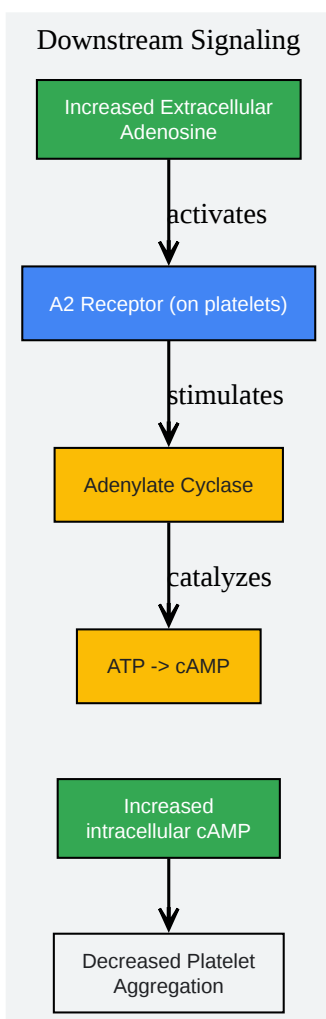 Downstream Signaling
Increased Extracellular
Adenosine
activates
A2 Receptor (on platelets)
stimulates
Adenylate Cyclase
catalyzes
ATP -> cAMP
Increased
intracellular cAMP
Decreased Platelet
Aggregation